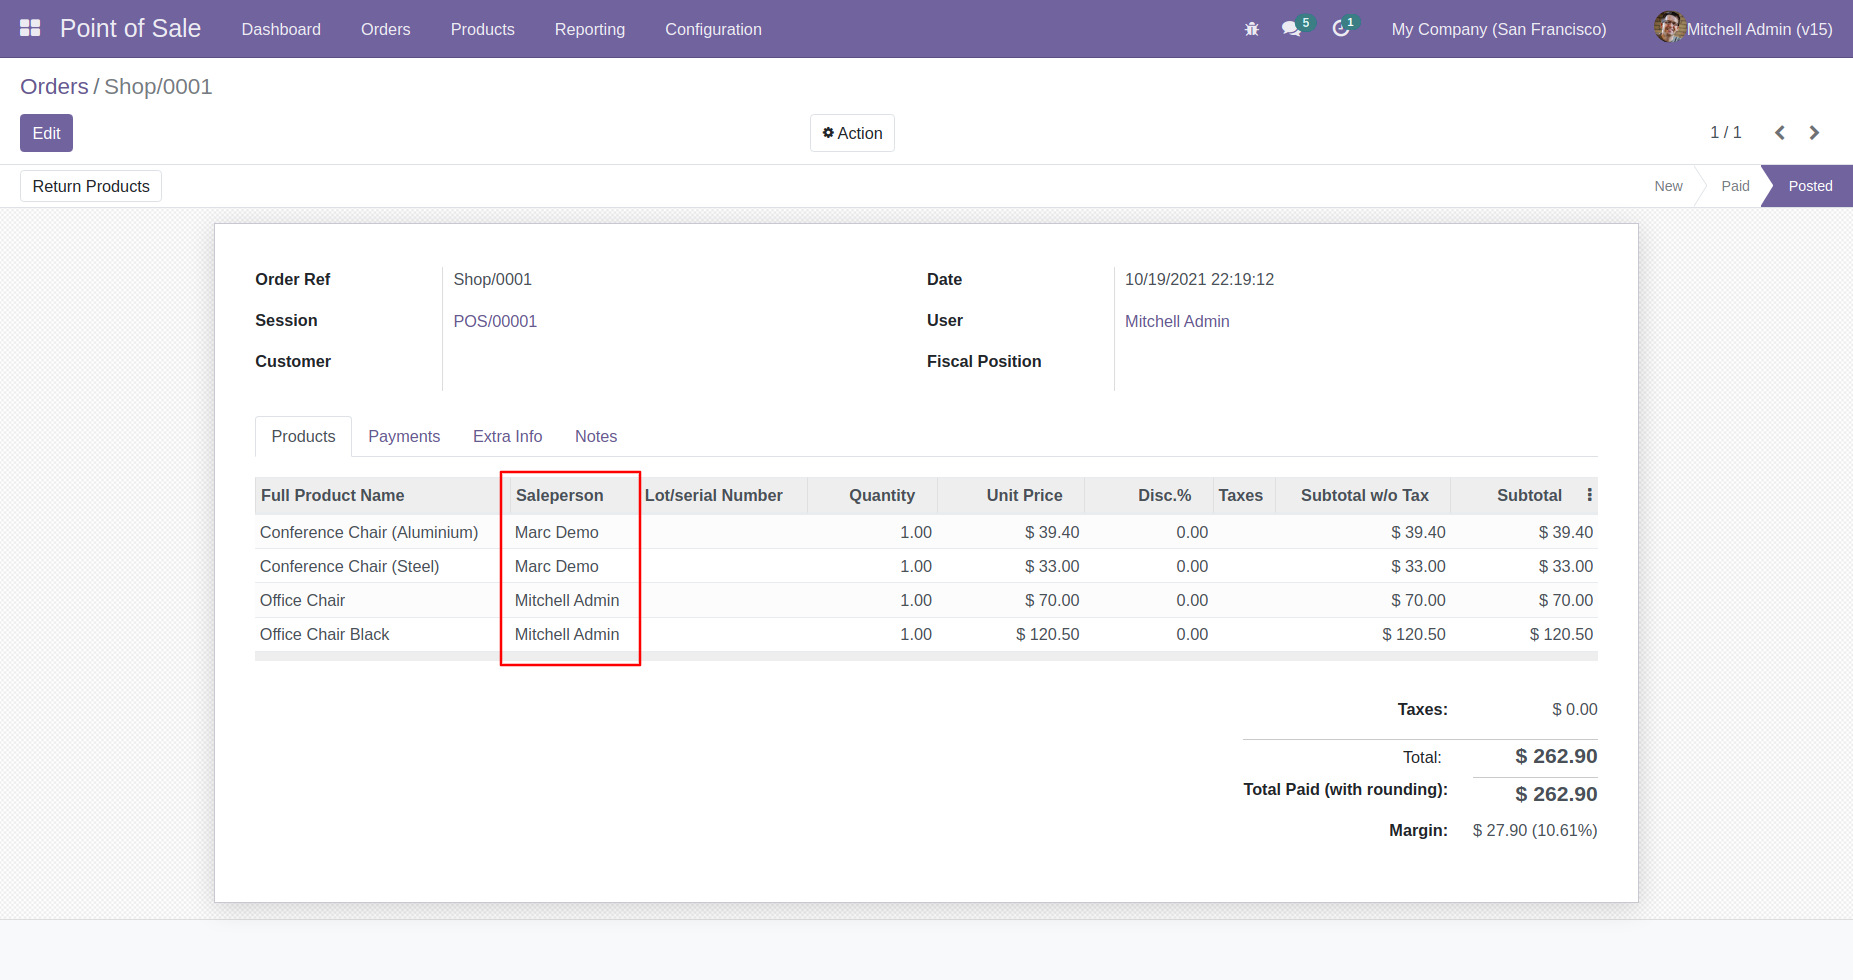 Point of Sale Dashboard Orders Products Reporting Configuration 5 1 My Company (San Francisco) Mitchell Admin (v15)
Orders / Shop/0001
Edit Action 1 / 1
Return Products New Paid Posted
Order Ref Shop/0001 Date 10/19/2021 22:19:12
Session POS/00001 User Mitchell Admin
Customer Fiscal Position
Products Payments Extra Info Notes
Full Product Name Saleperson Lot/serial Number Quantity Unit Price Disc.% Taxes Subtotal w/o Tax Subtotal
Conference Chair (Aluminium) Marc Demo 1.00 $ 39.40 0.00 $ 39.40 $ 39.40
Conference Chair (Steel) Marc Demo 1.00 $ 33.00 0.00 $ 33.00 $ 33.00
Office Chair Mitchell Admin 1.00 $ 70.00 0.00 $ 70.00 $ 70.00
Office Chair Black Mitchell Admin 1.00 $ 120.50 0.00 $ 120.50 $ 120.50
Taxes: $ 0.00
Total: $ 262.90
Total Paid (with rounding): $ 262.90
Margin: $ 27.90 (10.61%)